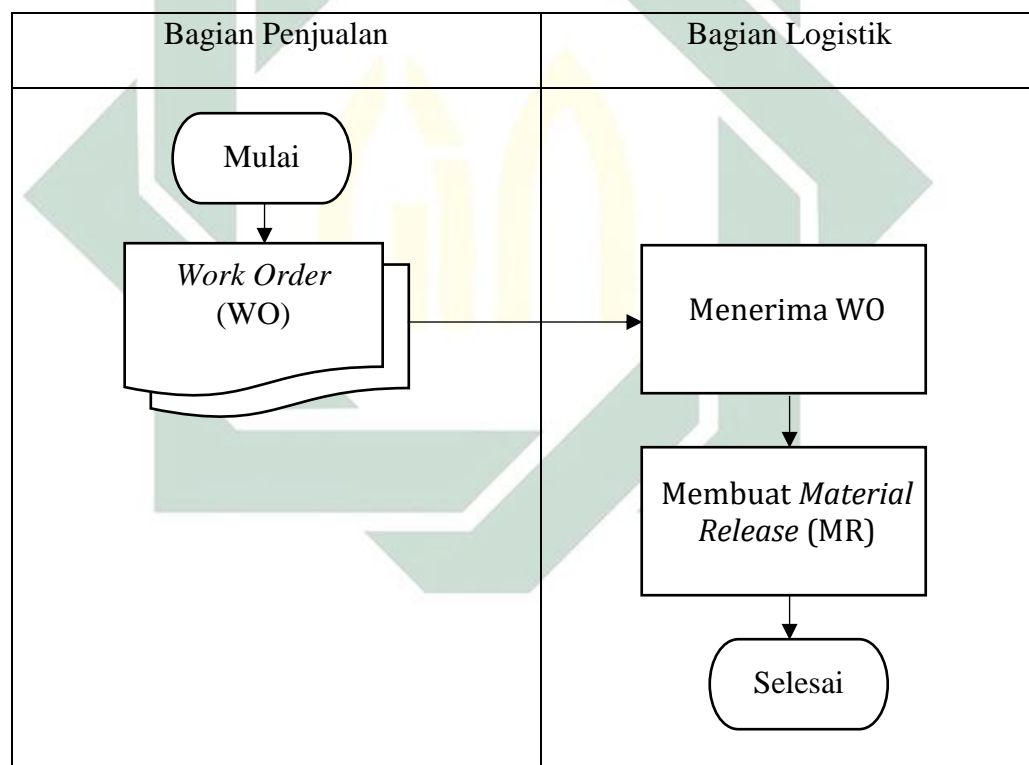 Bagian Penjualan
Bagian Logistik
Mulai
Work Order
(WO)
Menerima WO
Membuat Material
Release (MR)
Selesai